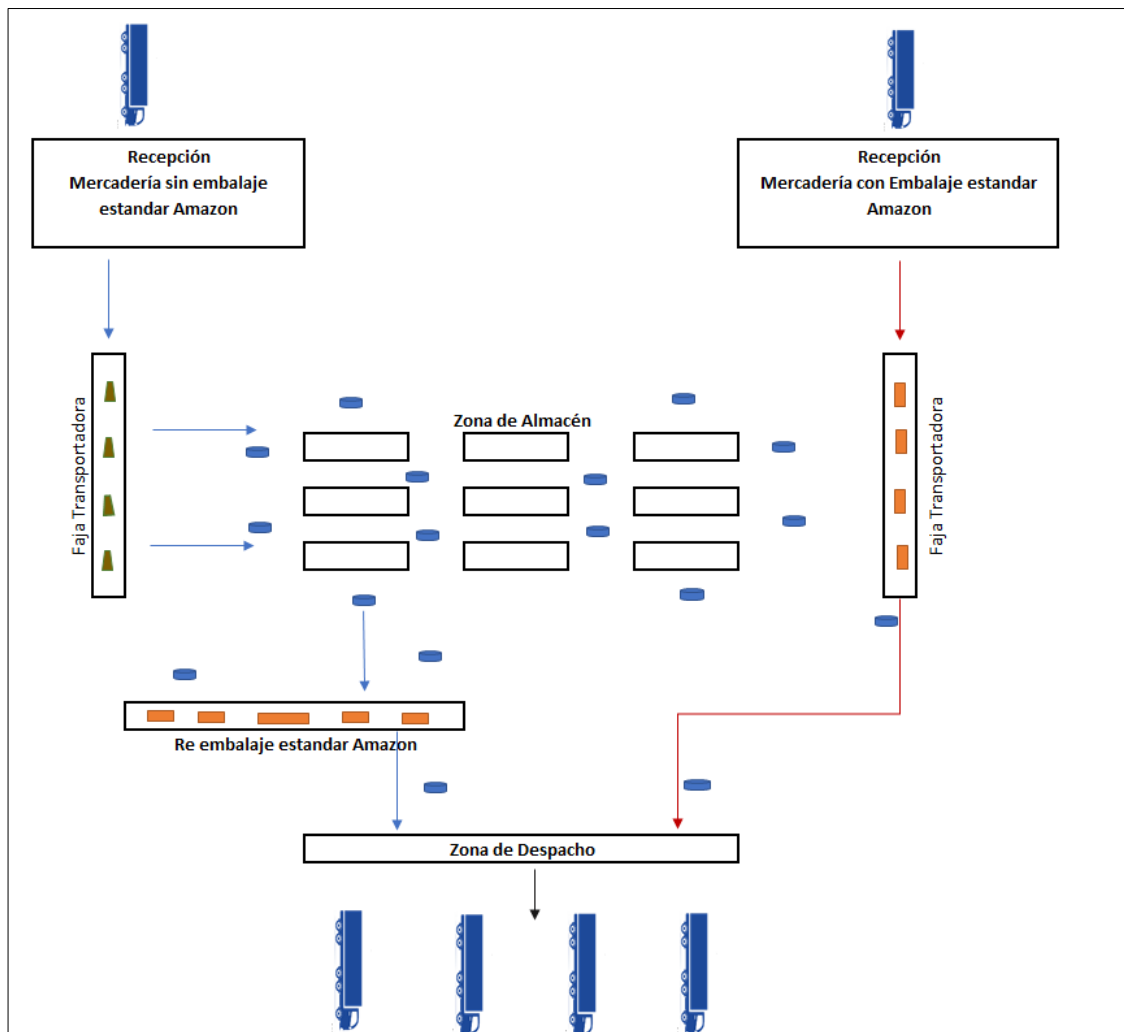 Recepción
Mercadería sin embalaje
estandar Amazon
Recepción
Mercadería con Embalaje estandar
Amazon
Faja Transportadora
Zona de Almacén
Faja Transportadora
Re embalaje estandar Amazon
Zona de Despacho